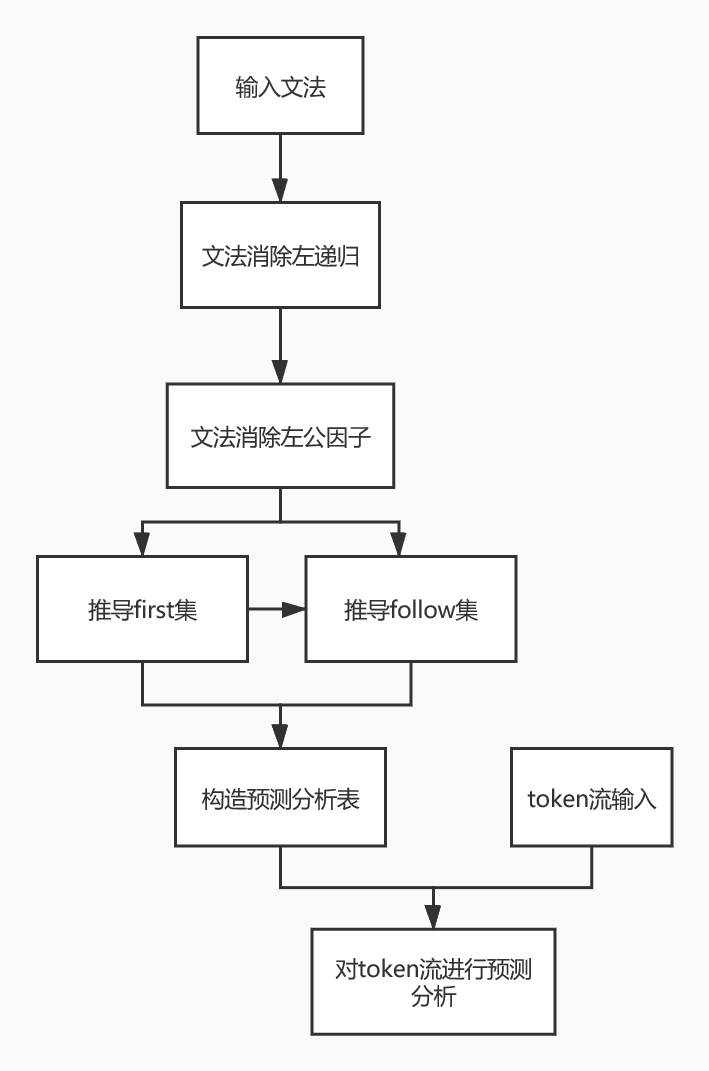 输入文法
文法消除左递归
文法消除左公因子
推导first集
推导follow集
构造预测分析表
token流输入
对token流进行预测
分析